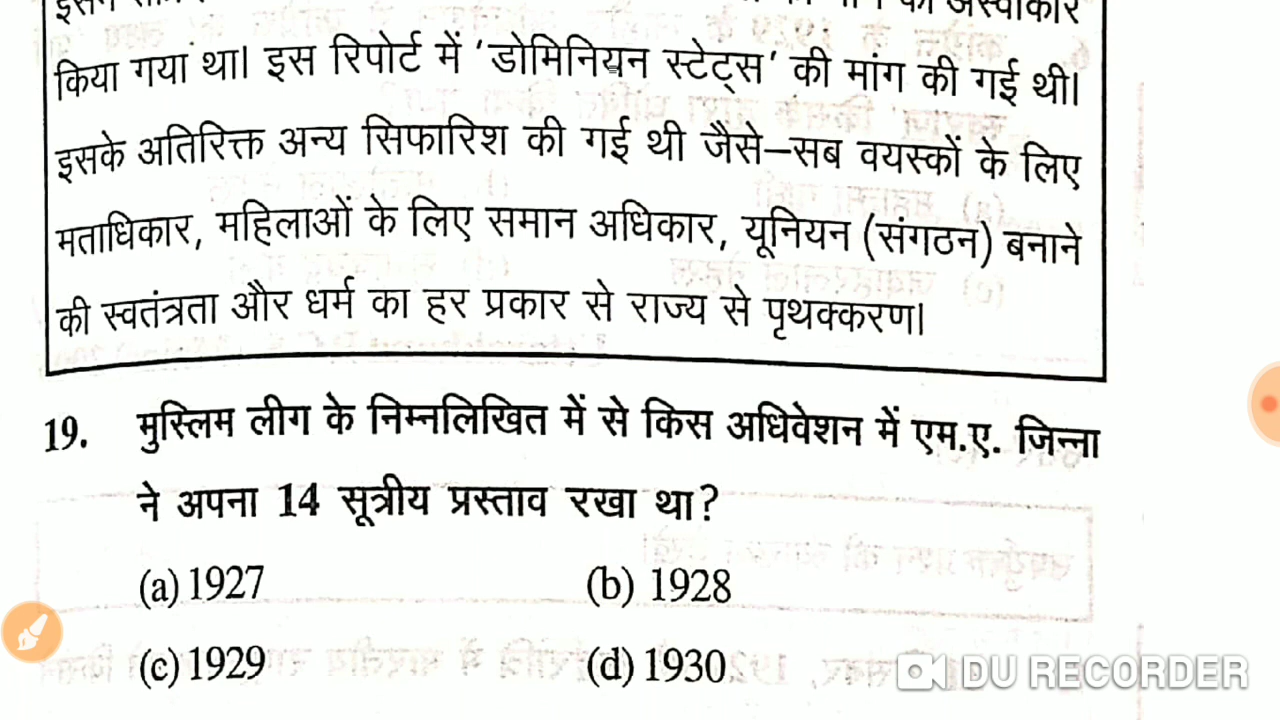 इसमें की मांग को अस्वीकार
किया गया था। इस रिपोर्ट में 'डोमिनियन स्टेट्स' की मांग की गई थी।
इसके अतिरिक्त अन्य सिफारिश की गई थी जैसे–सब वयस्कों के लिए
मताधिकार, महिलाओं के लिए समान अधिकार, यूनियन (संगठन) बनाने
की स्वतंत्रता और धर्म का हर प्रकार से राज्य से पृथक्करण।
19. मुस्लिम लीग के निम्नलिखित में से किस अधिवेशन में एम.ए. जिन्ना
ने अपना 14 सूत्रीय प्रस्ताव रखा था?
(a) 1927 (b) 1928
(c) 1929 (d) 1930
DU RECORDER